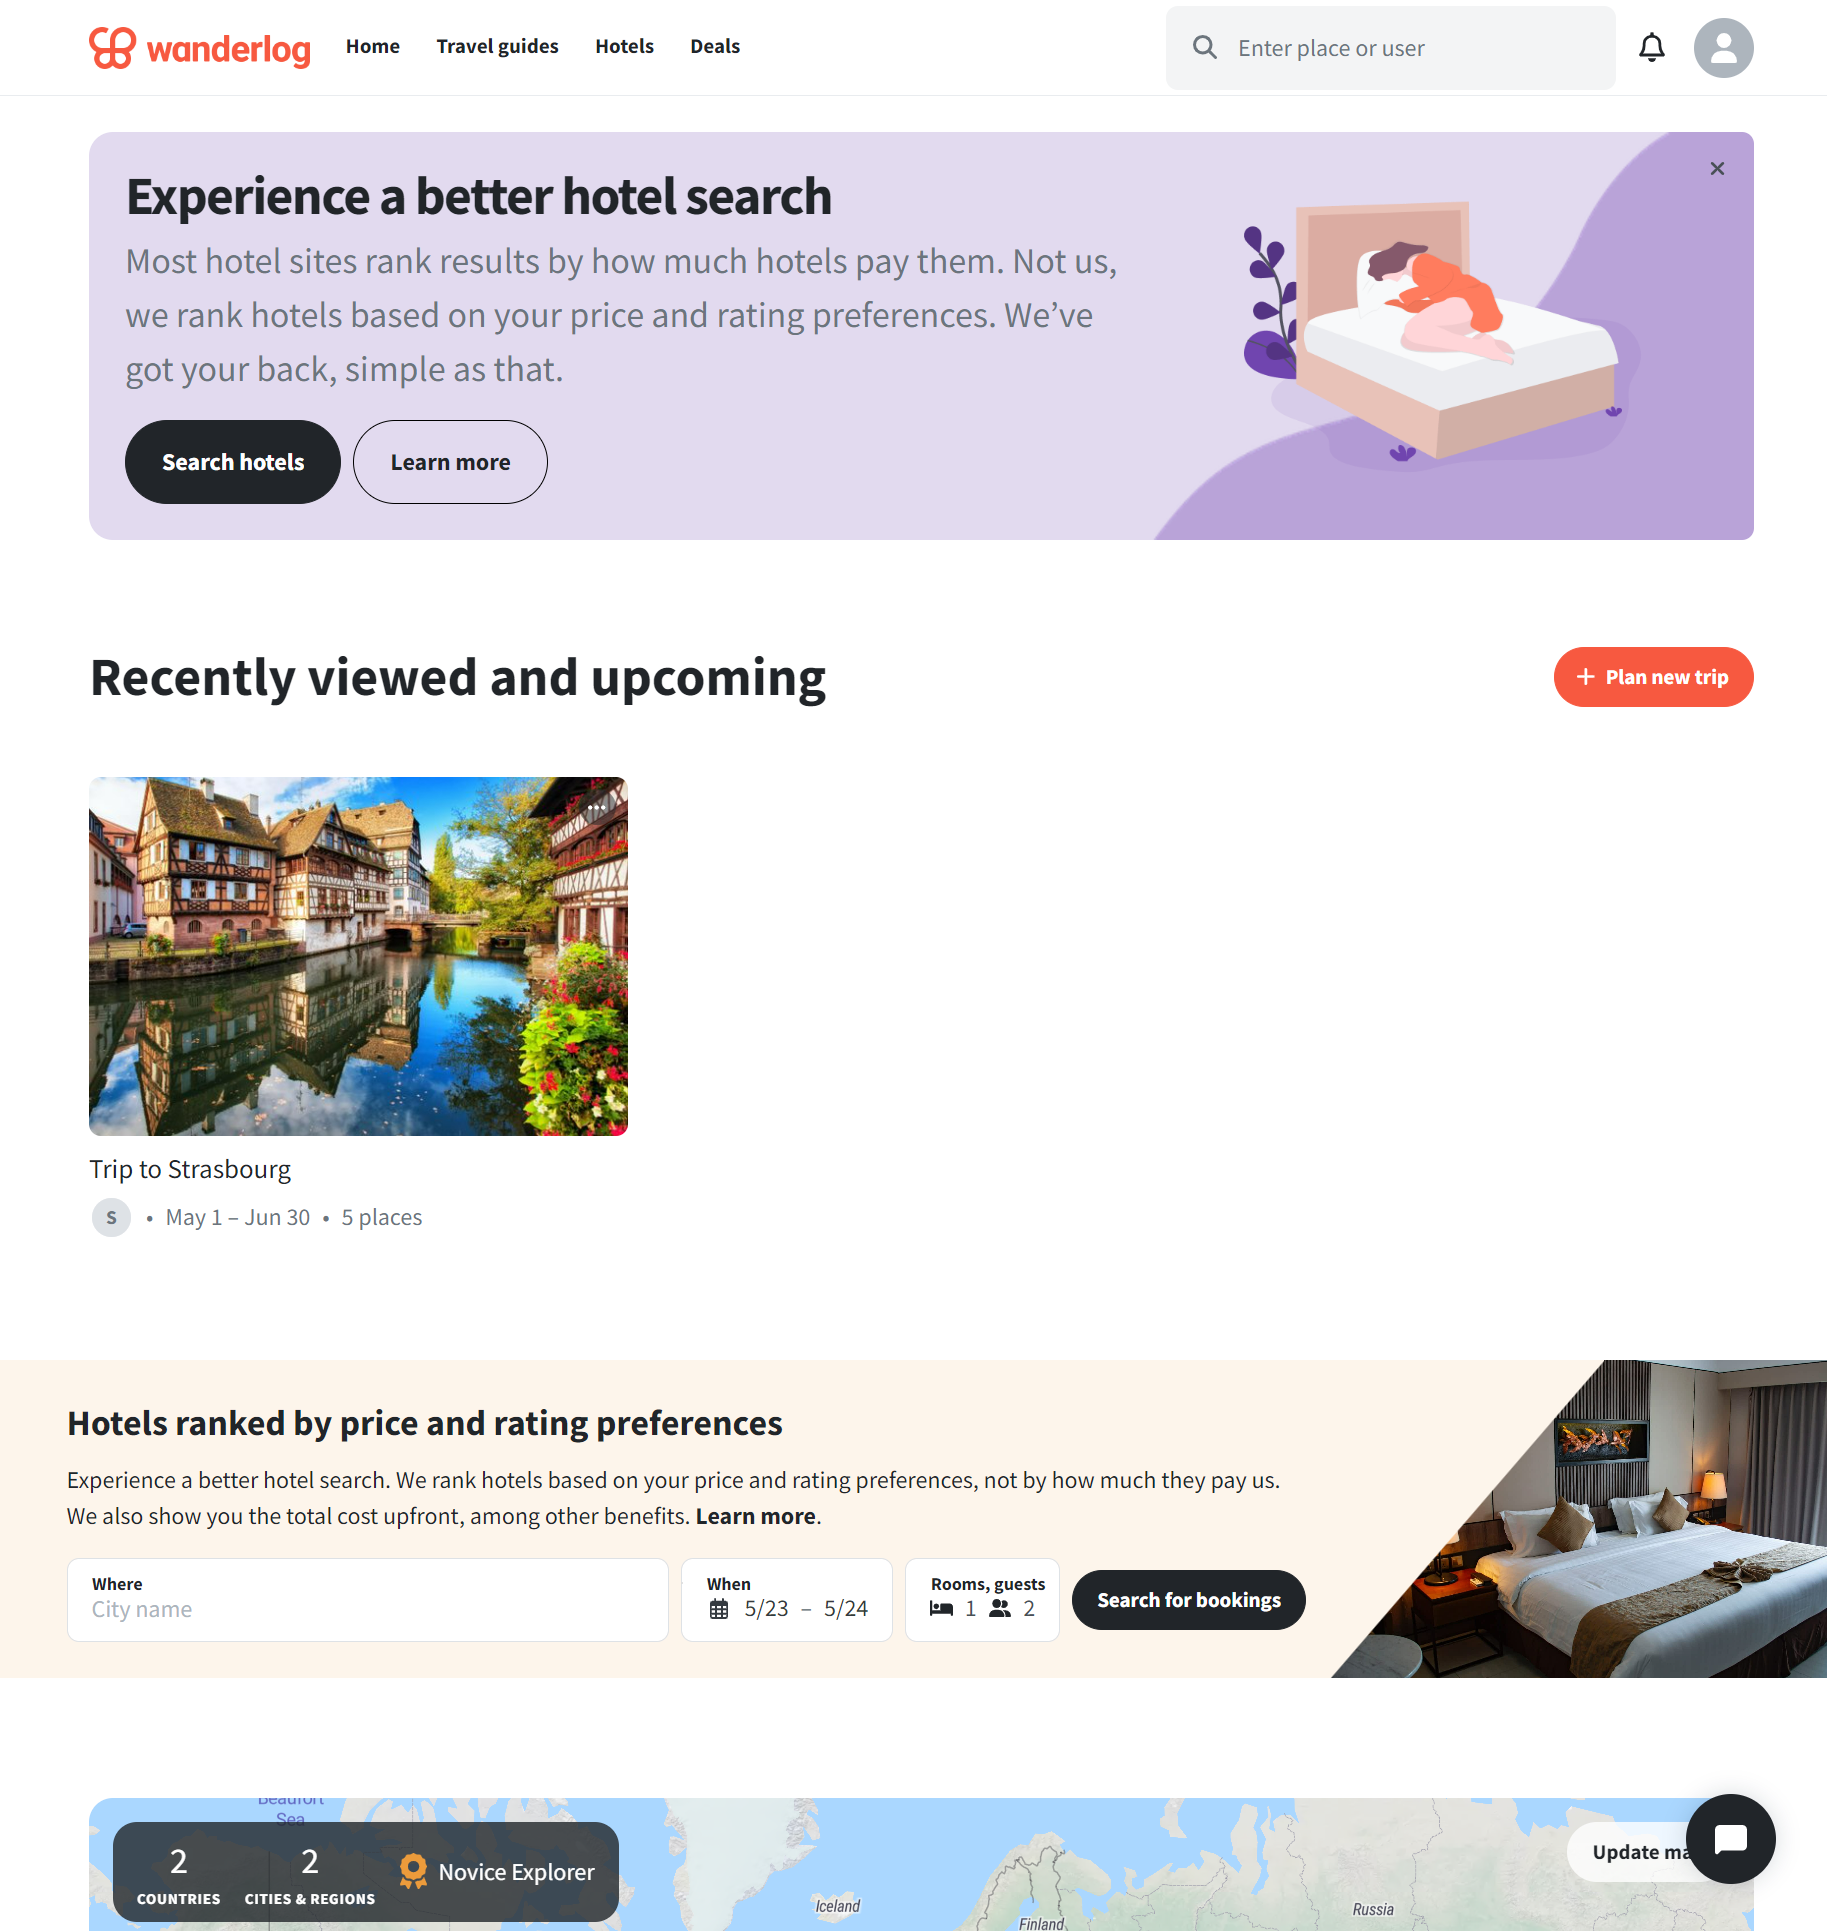 wanderlog
Home
Travel guides
Hotels
Deals
Enter place or user
Experience a better hotel search
Most hotel sites rank results by how much hotels pay them. Not us,
we rank hotels based on your price and rating preferences. We’ve
got your back, simple as that.
Search hotels
Learn more
Recently viewed and upcoming
Plan new trip
Trip to Strasbourg
S • May 1 – Jun 30 • 5 places
Hotels ranked by price and rating preferences
Experience a better hotel search. We rank hotels based on your price and rating preferences, not by how much they pay us.
We also show you the total cost upfront, among other benefits. Learn more.
Where
City name
When
5/23 – 5/24
Rooms, guests
1 2
Search for bookings
Beaufort
Sea
2
COUNTRIES
2
CITIES & REGIONS
Novice Explorer
Update ma
Iceland
Finland
Russia